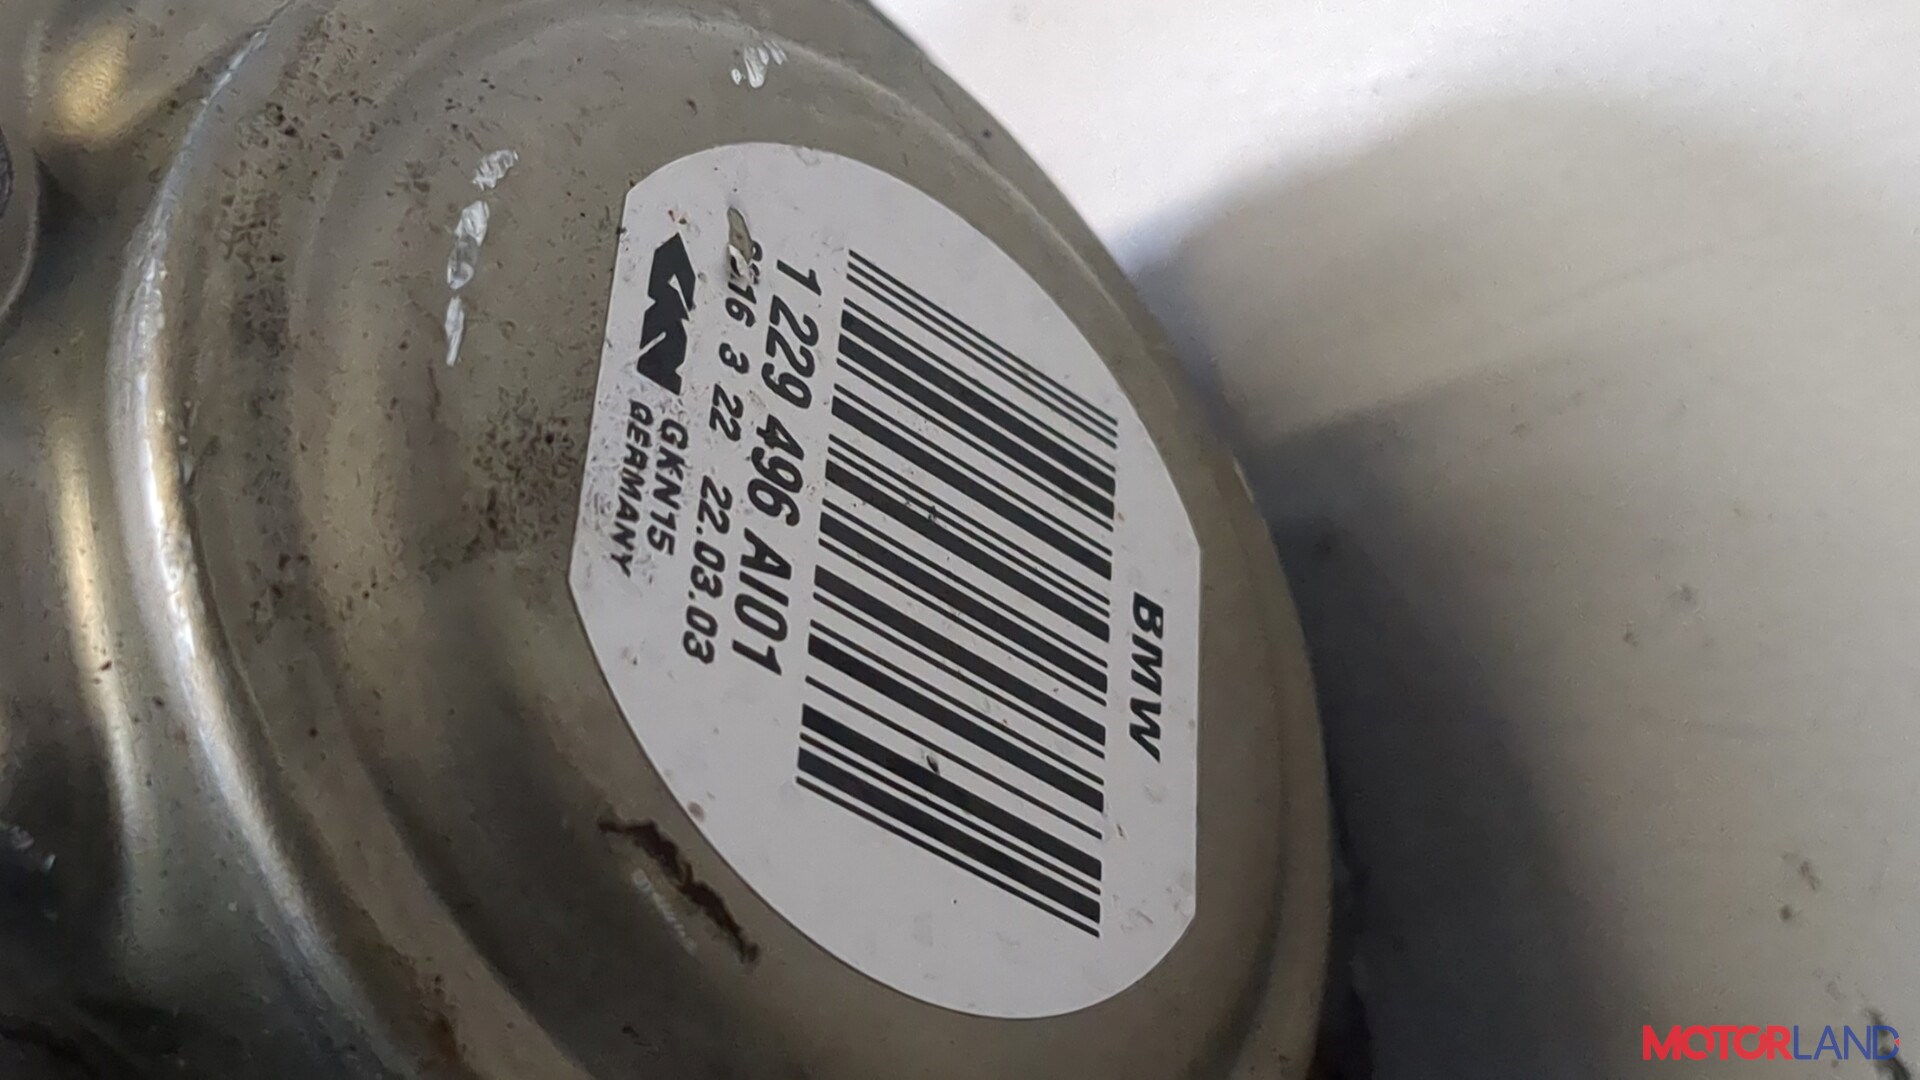 BMW
1 229 496 AI01
16 3 22 22.03.03
GKN15
GERMANY
MOTORLAND